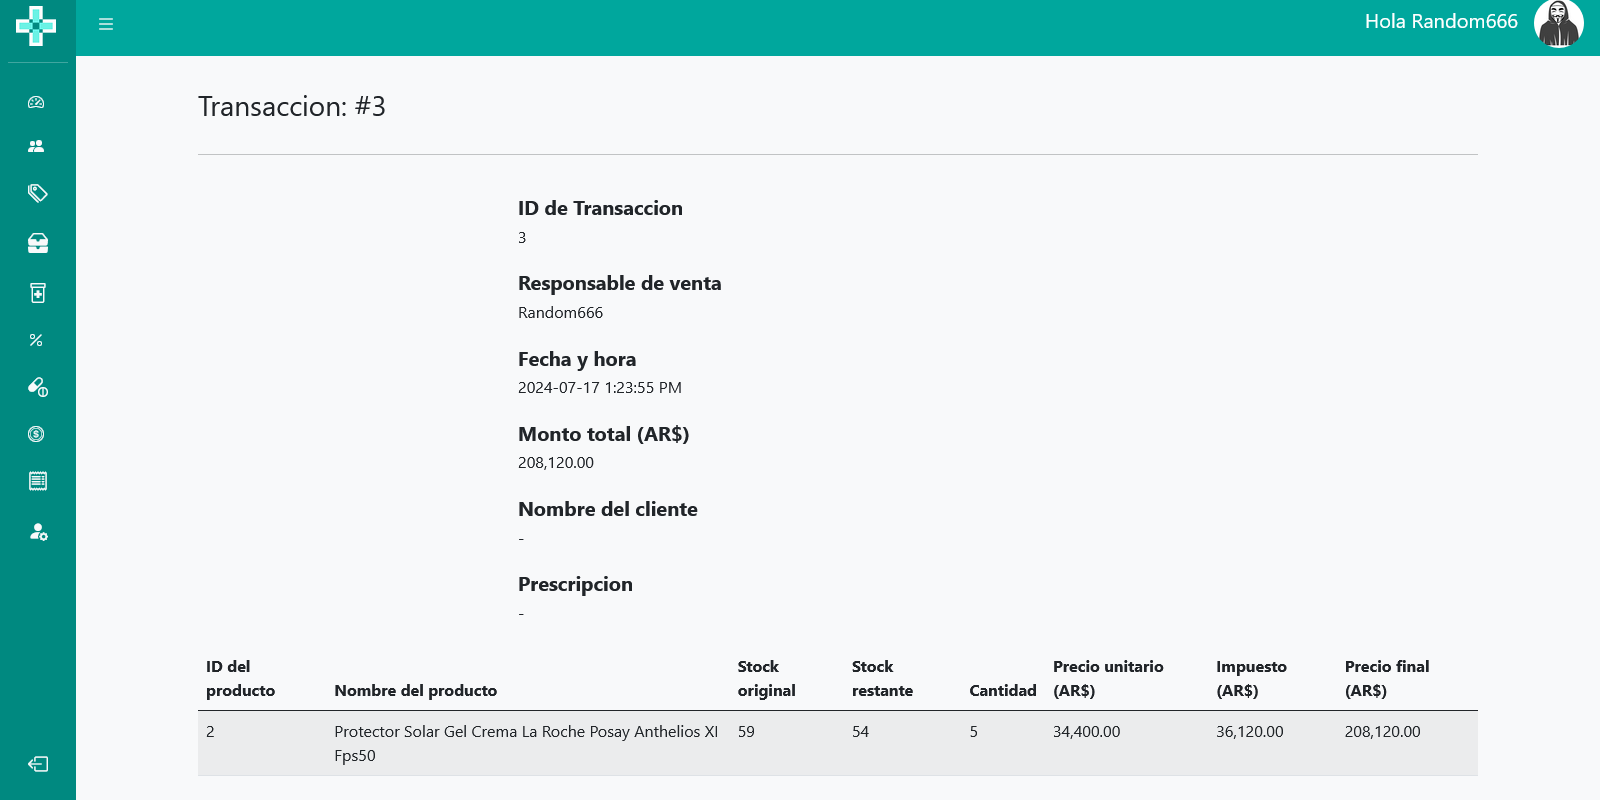 Hola Random666
Transaccion: #3
ID de Transaccion
3
Responsable de venta
Random666
Fecha y hora
2024-07-17 1:23:55 PM
Monto total (AR$)
208,120.00
Nombre del cliente
-
Prescripcion
-
ID del producto
Nombre del producto
Stock original
Stock restante
Cantidad
Precio unitario (AR$)
Impuesto (AR$)
Precio final (AR$)
2
Protector Solar Gel Crema La Roche Posay Anthelios Xl
Fps50
59
54
5
34,400.00
36,120.00
208,120.00